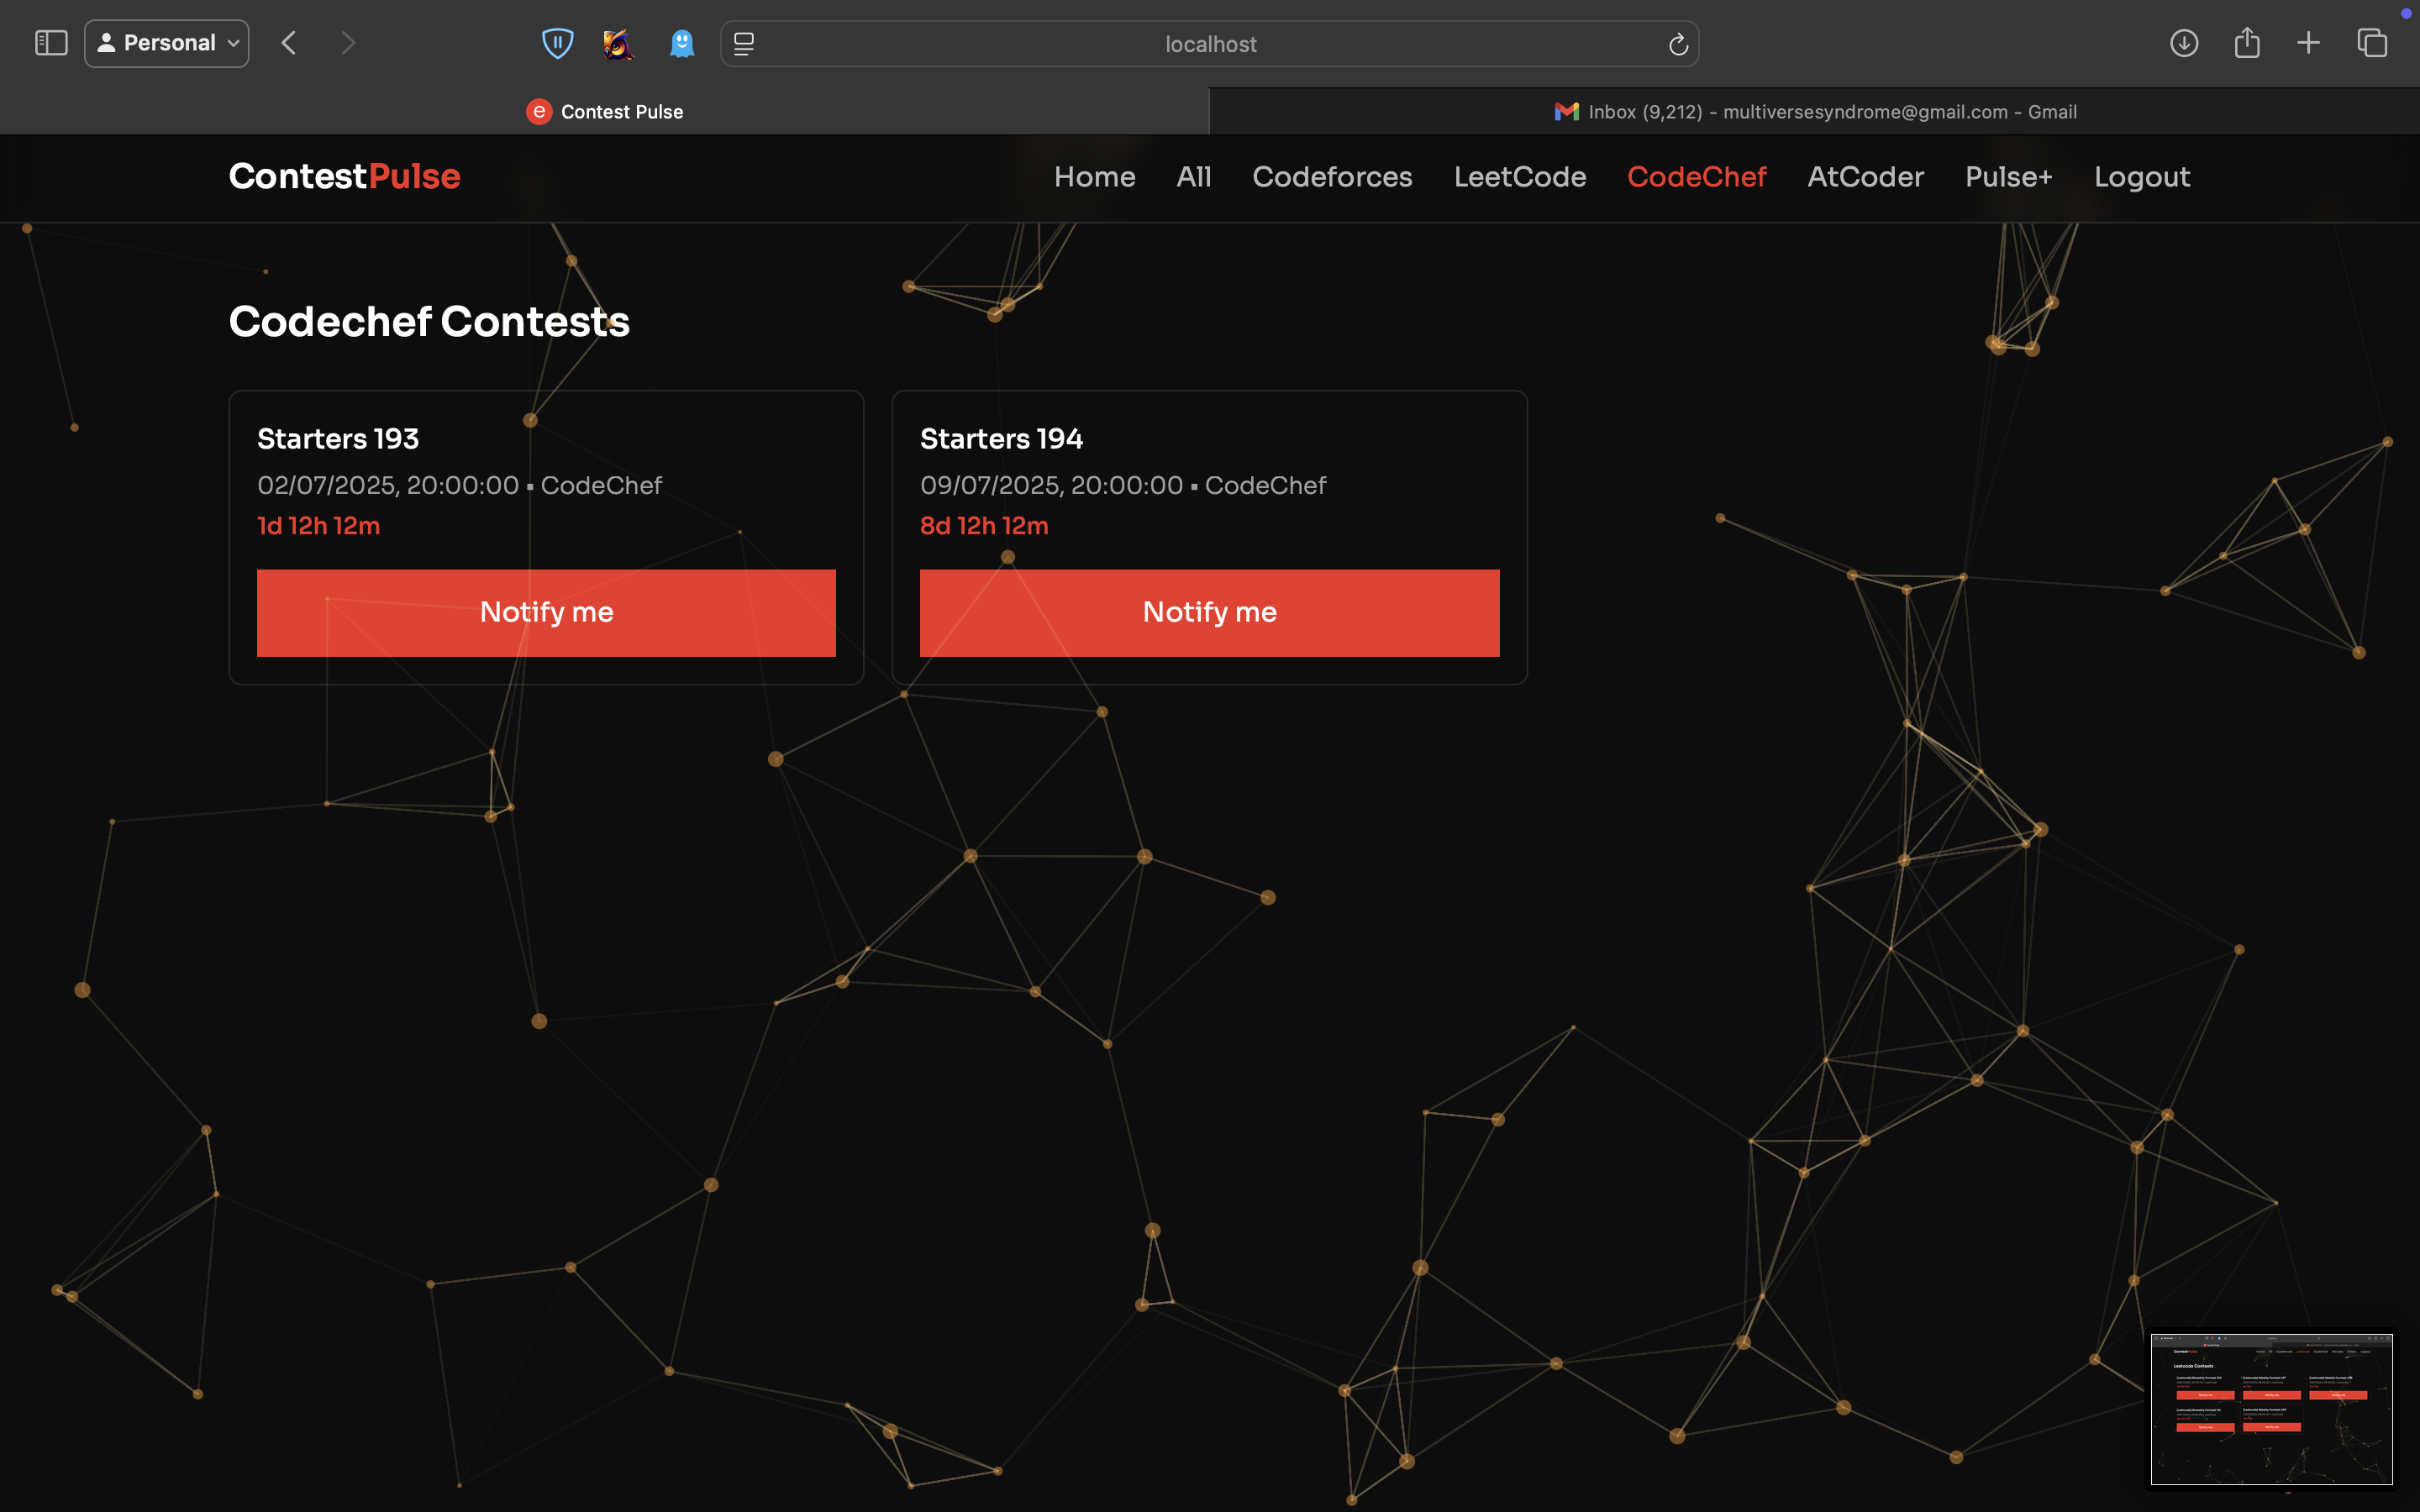 Personal
localhost
Contest Pulse
Inbox (9,212) - multiversesyndrome@gmail.com - Gmail
ContestPulse
Home All Codeforces LeetCode CodeChef AtCoder Pulse+ Logout
Codechef Contests
Starters 193
02/07/2025, 20:00:00 ▪ CodeChef
1d 12h 12m
Notify me
Starters 194
09/07/2025, 20:00:00 ▪ CodeChef
8d 12h 12m
Notify me